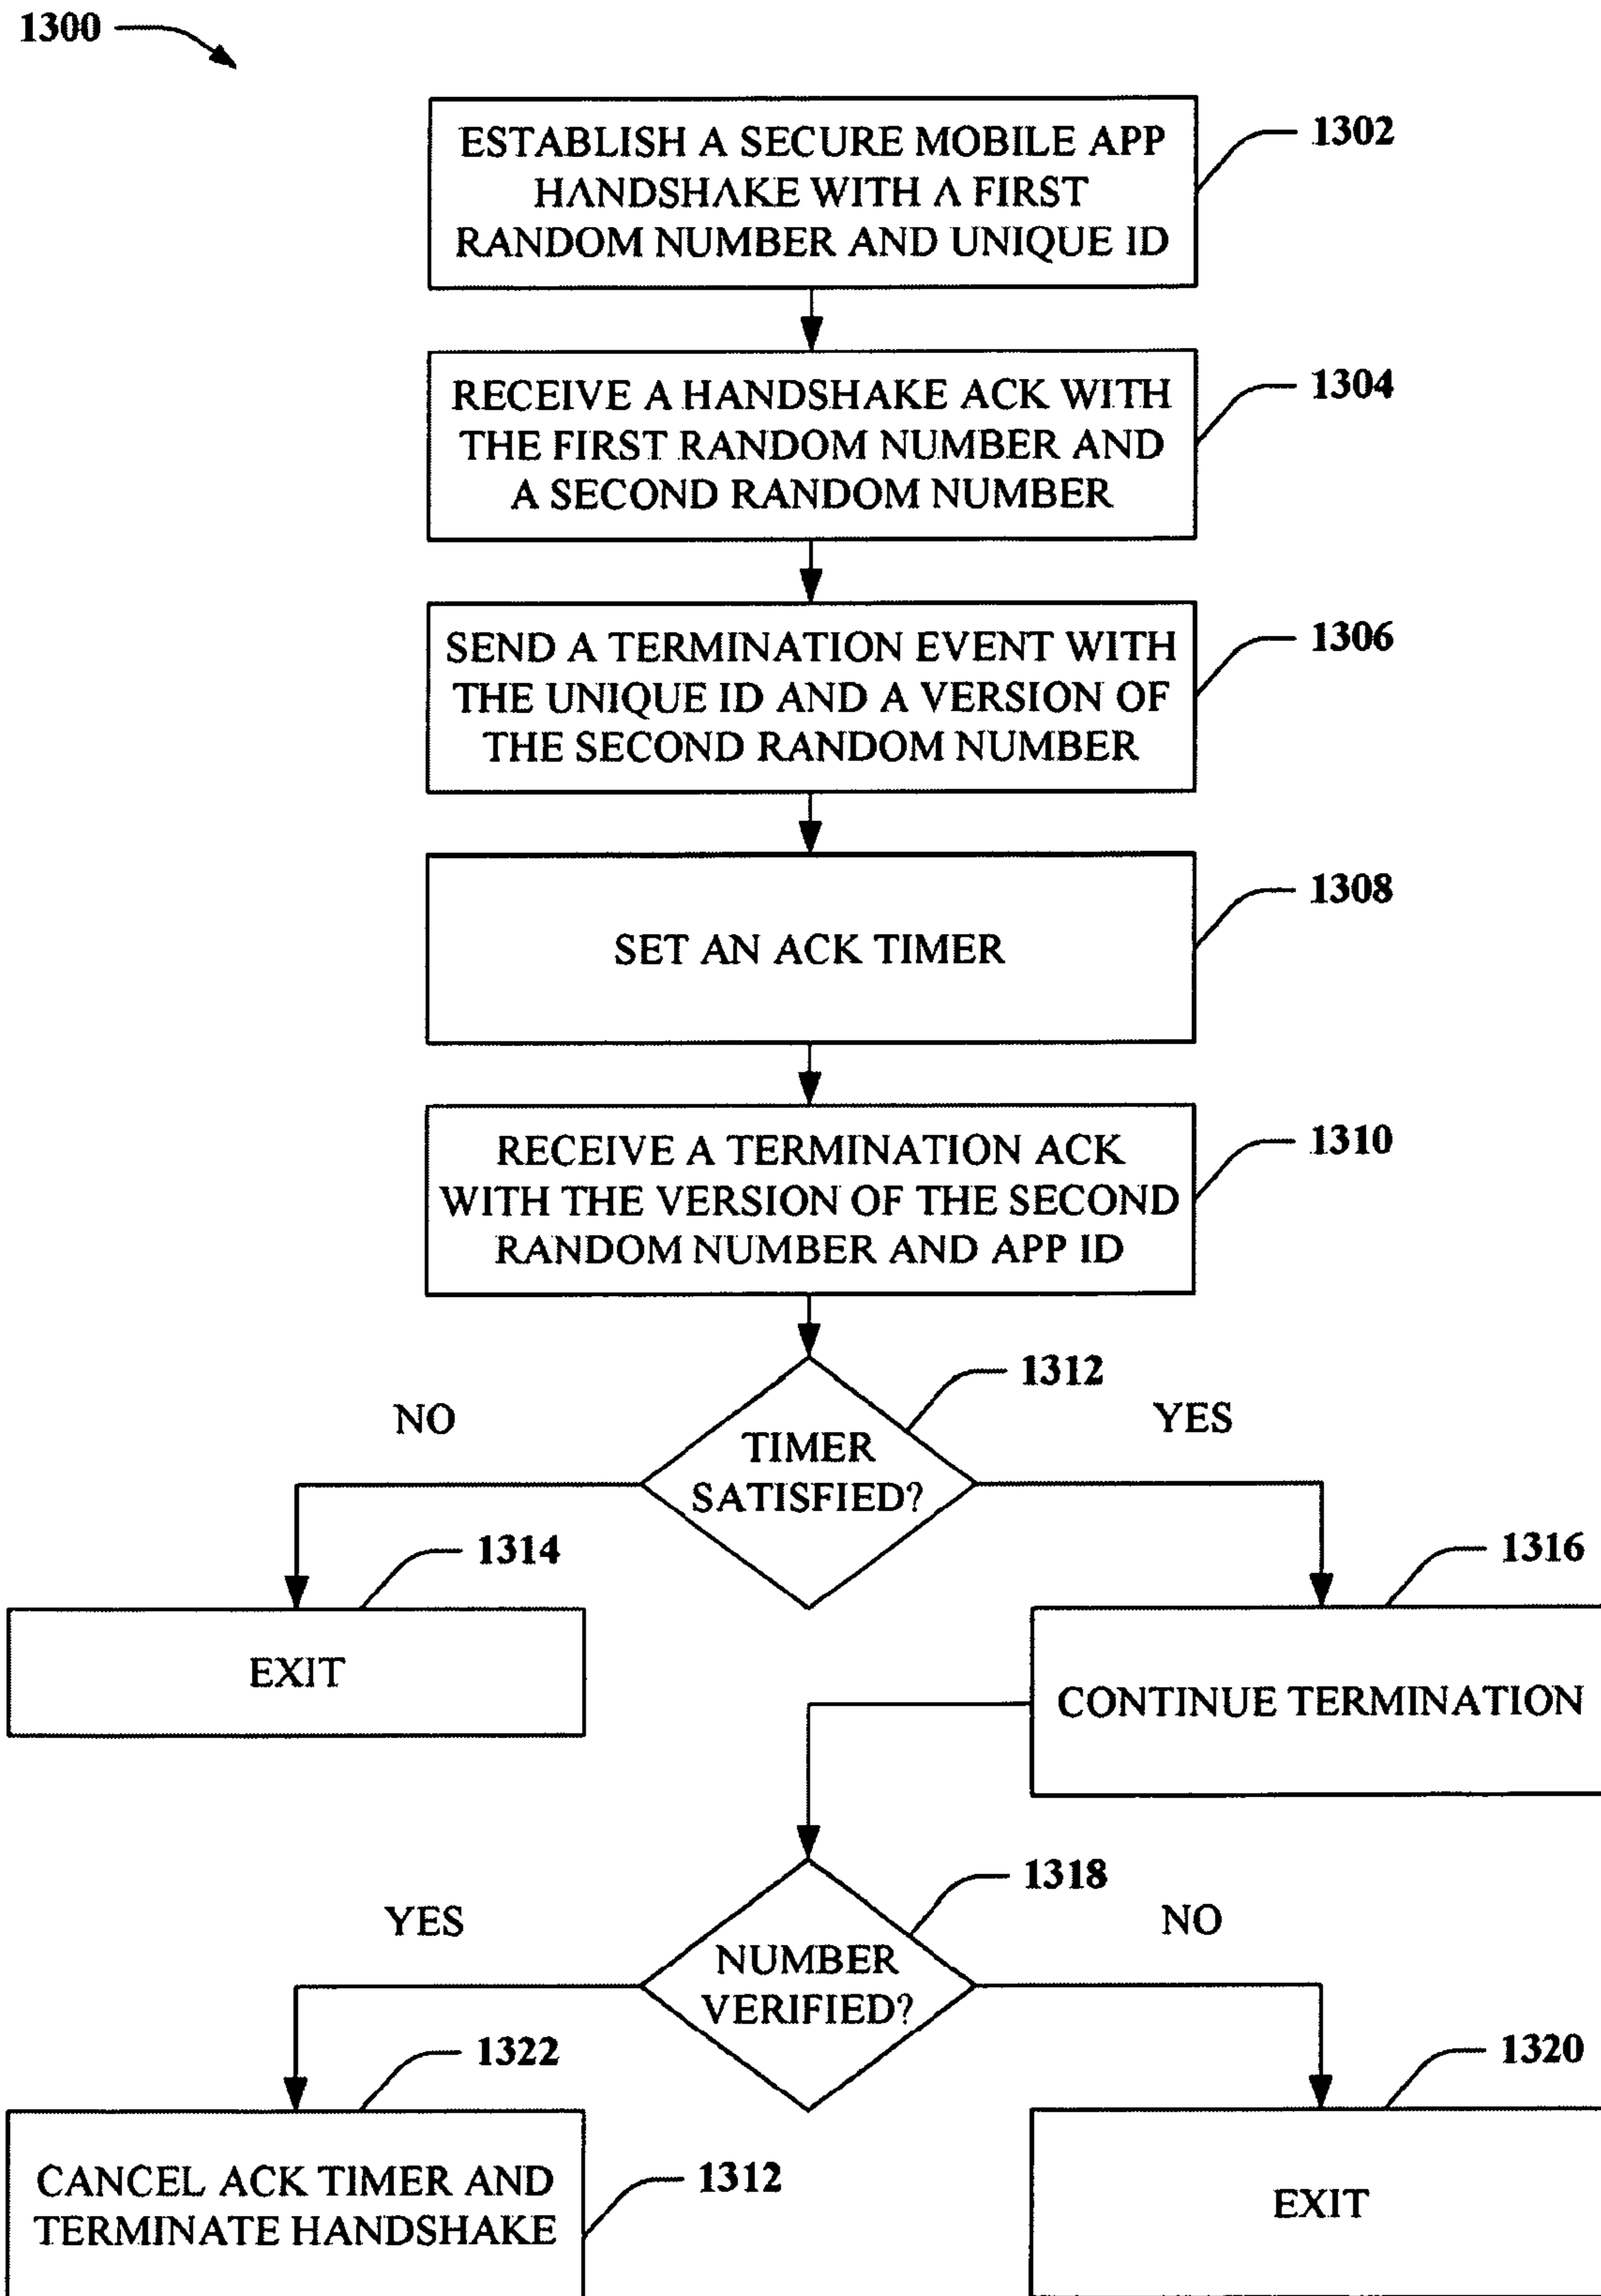 1300
ESTABLISH A SECURE MOBILE APP
HANDSHAKE WITH A FIRST
RANDOM NUMBER AND UNIQUE ID
1302
RECEIVE A HANDSHAKE ACK WITH
THE FIRST RANDOM NUMBER AND
A SECOND RANDOM NUMBER
1304
SEND A TERMINATION EVENT WITH
THE UNIQUE ID AND A VERSION OF
THE SECOND RANDOM NUMBER
1306
SET AN ACK TIMER
1308
RECEIVE A TERMINATION ACK
WITH THE VERSION OF THE SECOND
RANDOM NUMBER AND APP ID
1310
TIMER
SATISFIED?
1312
NO
YES
EXIT
1314
CONTINUE TERMINATION
1316
NUMBER
VERIFIED?
1318
YES
NO
CANCEL ACK TIMER AND
TERMINATE HANDSHAKE
1322
1312
EXIT
1320